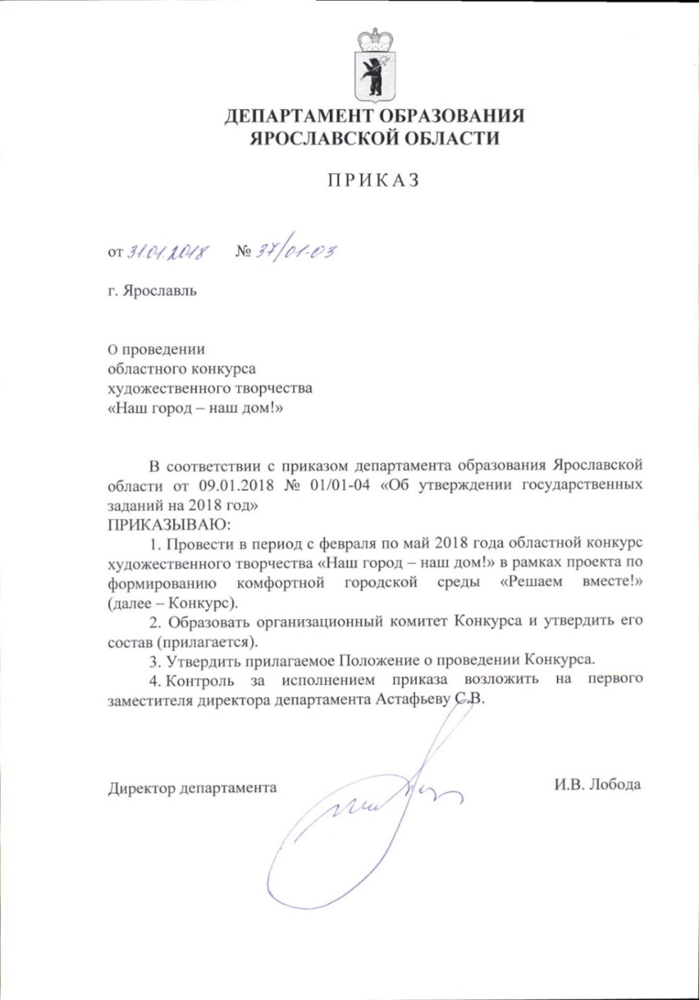 ДЕПАРТАМЕНТ ОБРАЗОВАНИЯ
ЯРОСЛАВСКОЙ ОБЛАСТИ
ПРИКАЗ
от 31.01.2018 № 37/01-03
г. Ярославль
О проведении
областного конкурса
художественного творчества
«Наш город – наш дом!»
В соответствии с приказом департамента образования Ярославской
области от 09.01.2018 № 01/01-04 «Об утверждении государственных
заданий на 2018 год»
ПРИКАЗЫВАЮ:
1. Провести в период с февраля по май 2018 года областной конкурс
художественного творчества «Наш город – наш дом!» в рамках проекта по
формированию комфортной городской среды «Решаем вместе!»
(далее – Конкурс).
2. Образовать организационный комитет Конкурса и утвердить его
состав (прилагается).
3. Утвердить прилагаемое Положение о проведении Конкурса.
4. Контроль за исполнением приказа возложить на первого
заместителя директора департамента Астафьеву С.В.
Директор департамента И.В. Лобода